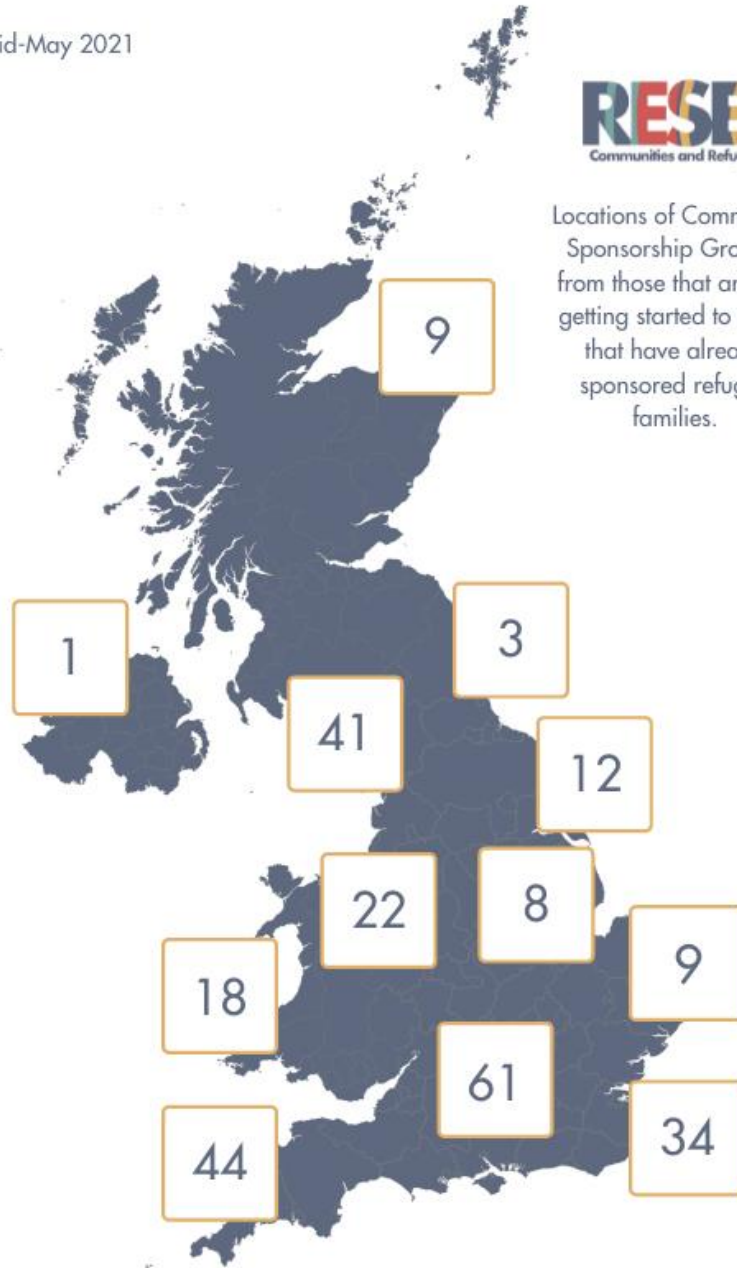 id-May 2021
RESE
Communities and Refu
Locations of Comm
Sponsorship Gro
from those that ar
getting started to
that have alrea
sponsored refug
families.
9
1
3
41
12
22
8
9
18
61
34
44